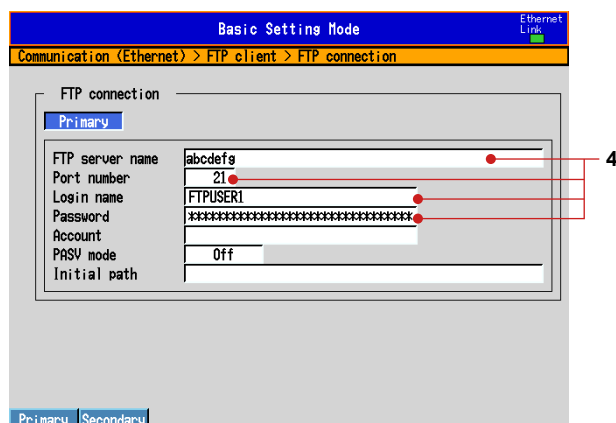 Basic Setting Mode
Ethernet
Link
Communication (Ethernet) > FTP client > FTP connection
FTP connection
Primary
FTP server name abcdefg
4
Port number 21
Login name FTPUSER1
Password ********************************
Account
PASV mode Off
Initial path
Primary Secondary